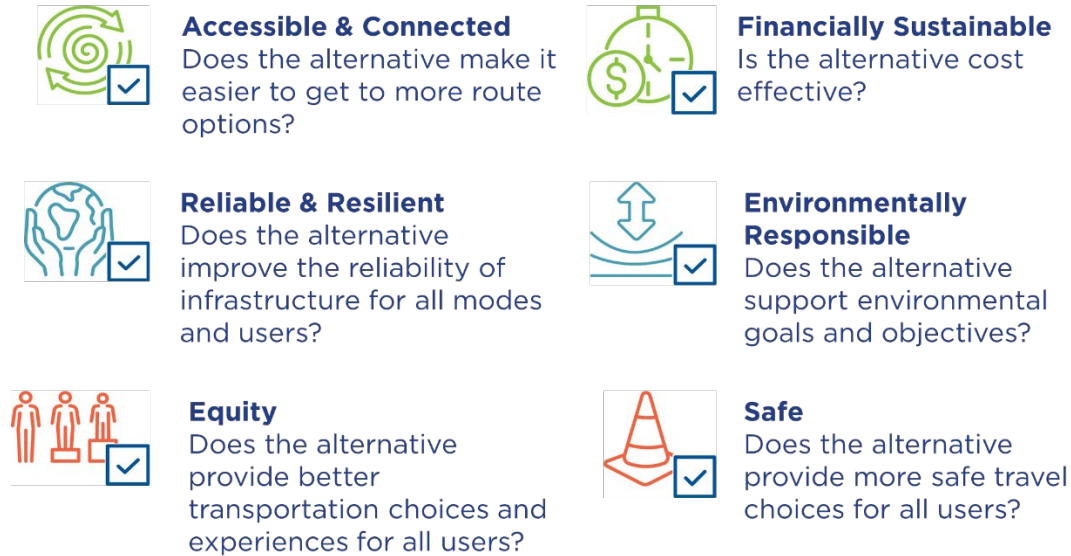 Accessible & Connected
Does the alternative make it
easier to get to more route
options?
Financially Sustainable
Is the alternative cost
effective?
Reliable & Resilient
Does the alternative
improve the reliability of
infrastructure for all modes
and users?
Environmentally
Responsible
Does the alternative
support environmental
goals and objectives?
Equity
Does the alternative
provide better
transportation choices and
experiences for all users?
Safe
Does the alternative
provide more safe travel
choices for all users?